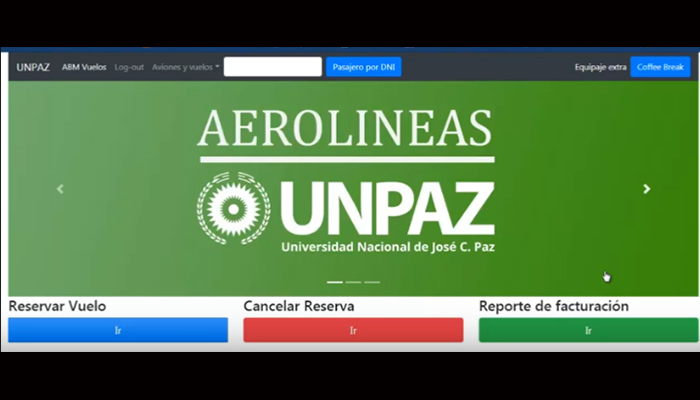 UNPAZ ABM Vuelos Log-out Aviones y vuelos Pasajero por DNI Equipaje extra Coffee Break
AEROLINEAS
UNPAZ
Universidad Nacional de José C. Paz
Reservar Vuelo Cancelar Reserva Reporte de facturación
Ir Ir Ir